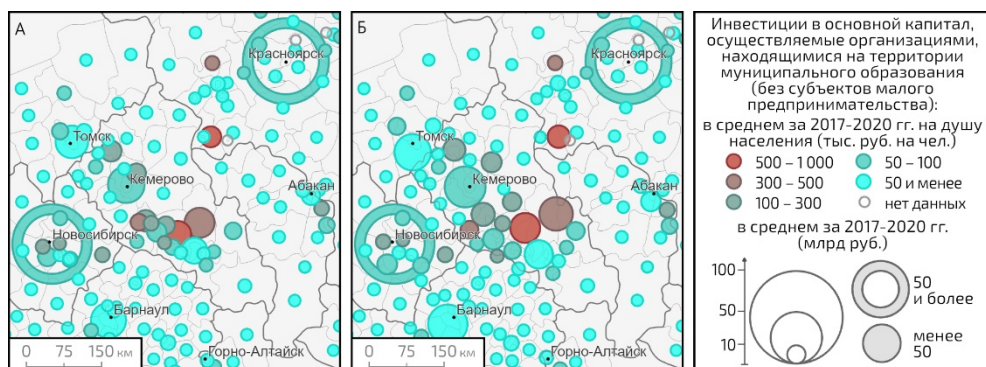 А
Красноярск
Томск
Кемерово
Абакан
Новосибирск
Барнаул
Горно-Алтайск
0 75 150 км
Б
Красноярск
Томск
Кемерово
Абакан
Новосибирск
Барнаул
Горно-Алтайск
0 75 150 км
Инвестиции в основной капитал,
осуществляемые организациями,
находящимися на территории
муниципального образования
(без субъектов малого
предпринимательства):
в среднем за 2017-2020 гг. на душу
населения (тыс. руб. на чел.)
500 – 1 000 50 – 100
300 – 500 50 и менее
100 – 300 нет данных
в среднем за 2017-2020 гг.
(млрд руб.)
100
50
10
50
и более
менее
50